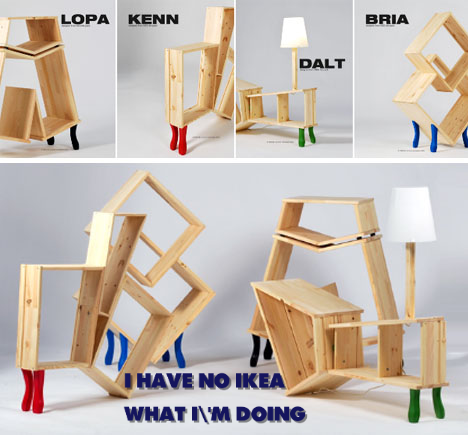 LOPA
KENN
DALT
BRIA
I HAVE NO IKEA
WHAT I\'M DOING